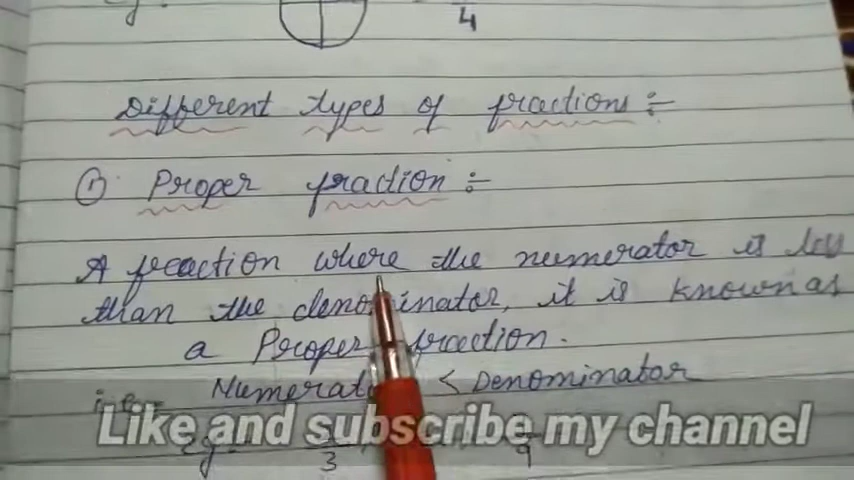 4
Different types of fractions :-
① Proper fraction :-
A fraction where the numerator is less
than the denominator, it is known as
a Proper fraction.
i.e. Numerator < Denominator
Like and subscribe my channel
eg :-
3
9